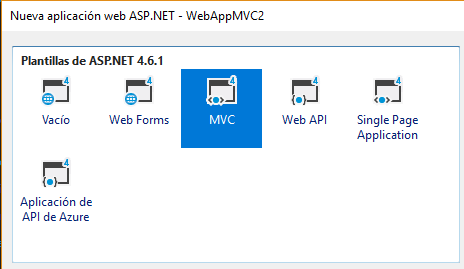 Nueva aplicación web ASP.NET - WebAppMVC2
Plantillas de ASP.NET 4.6.1
4 4 4 4 4
Vacío Web Forms MVC Web API Single Page
Application
4
Aplicación de
API de Azure